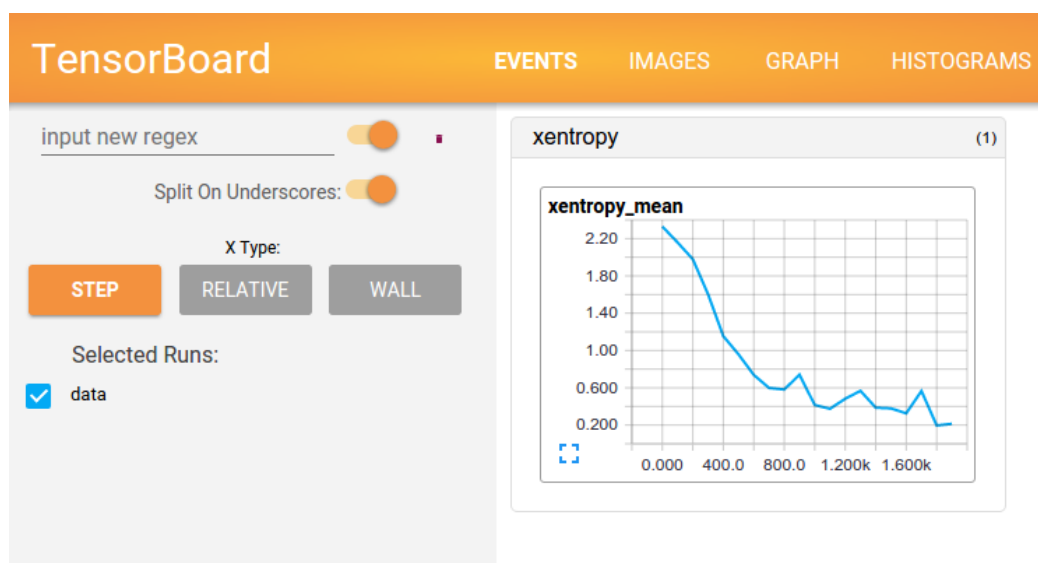 TensorBoard
EVENTS IMAGES GRAPH HISTOGRAMS
input new regex
Split On Underscores:
X Type:
STEP RELATIVE WALL
Selected Runs:
data
xentropy (1)
xentropy_mean
2.20
1.80
1.40
1.00
0.600
0.200
0.000 400.0 800.0 1.200k 1.600k